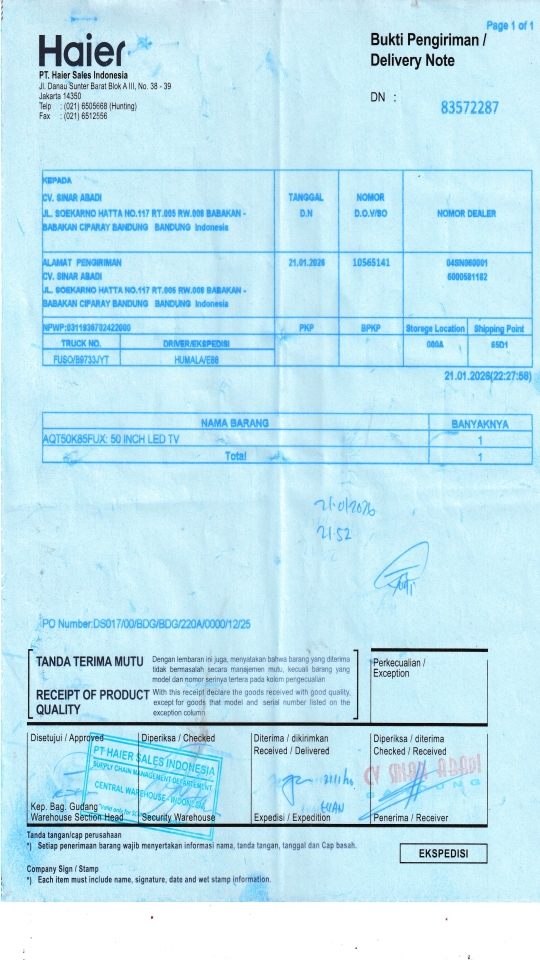 Page 1 of 1
Haier
Bukti Pengiriman /
Delivery Note
PT. Haier Sales Indonesia
Jl. Danau Sunter Barat Blok A III, No. 38 - 39
Jakarta 14350
Telp : (021) 6505668 (Hunting)
Fax : (021) 6512556
DN : 83572287
KEPADA
CV. SINAR ABADI
JL. SOEKARNO HATTA NO.117 RT.005 RW.008 BABAKAN -
BABAKAN CIPARAY BANDUNG BANDUNG Indonesia
TANGGAL
D.N
NOMOR
D.O.V/SO
NOMOR DEALER
ALAMAT PENGIRIMAN
CV. SINAR ABADI
JL. SOEKARNO HATTA NO.117 RT.005 RW.008 BABAKAN -
BABAKAN CIPARAY BANDUNG BANDUNG Indonesia
21.01.2026
10565141
04SN060001
6000581182
NPWP:0311836702422000
PKP
BPKP
Storage Location
Shipping Point
TRUCK NO.
DRIVER/EKSPEDISI
000A
65D1
FUSO/B9733JYT
HUMALA/E86
21.01.2026(22:27:58)
NAMA BARANG
BANYAKNYA
AQT50K85FUX: 50 INCH LED TV
1
Total
1
21/01/2026
21:52
PO Number:DS017/00/BDG/BDG/220A/0000/12/25
TANDA TERIMA MUTU
Dengan lembaran ini juga, menyatakan bahwa barang yang diterima
tidak bermasalah secara manajemen mutu, kecuali barang yang
model dan nomor serinya tertera pada kolom pengecualian
RECEIPT OF PRODUCT
QUALITY
With this receipt declare the goods received with good quality,
except for goods that model and serial number listed on the
exception column
Perkecualian /
Exception
Disetujui / Approved
Diperiksa / Checked
Diterima / dikirimkan
Received / Delivered
Diperiksa / diterima
Checked / Received
PT HAIER SALES INDONESIA
SUPPLY CHAIN MANAGEMENT DEPARTEMENT
CENTRAL WAREHOUSE - INDONESIA
BANDUNG
Kep. Bag. Gudang
Warehouse Section Head
Security Warehouse
Expedisi / Expedition
Penerima / Receiver
Tanda tangan/cap perusahaan
*) Setiap penerimaan barang wajib menyertakan informasi nama, tanda tangan, tanggal dan Cap basah.
EKSPEDISI
Company Sign / Stamp
*) Each item must include name, signature, date and wet stamp information.